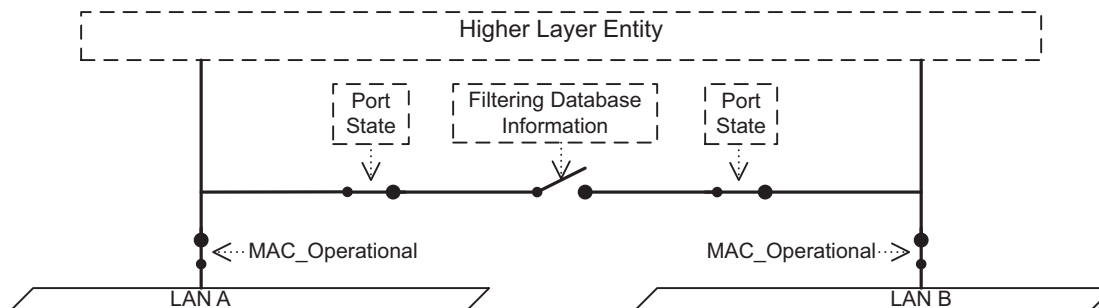 Higher Layer Entity
Port
State
Filtering Database
Information
Port
State
MAC_Operational
MAC_Operational
LAN A
LAN B